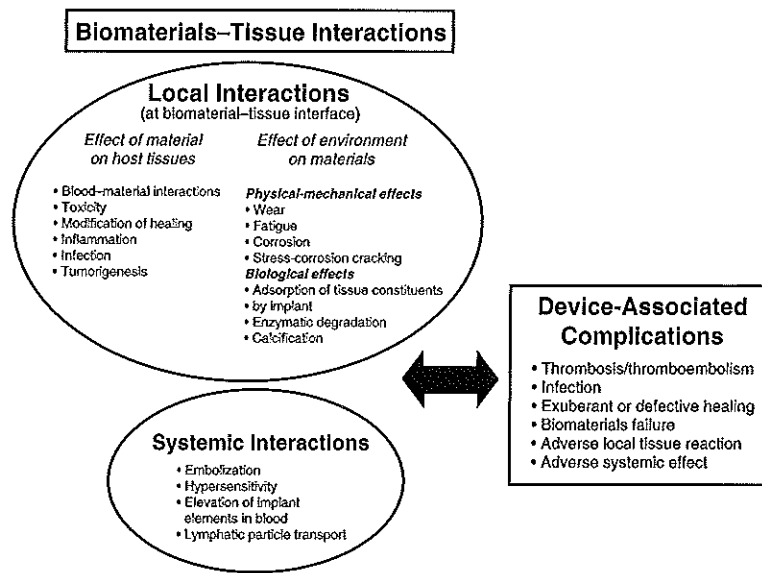 Biomaterials–Tissue Interactions
Local Interactions
(at biomaterial–tissue interface)
Effect of material
on host tissues
• Blood–material interactions
• Toxicity
• Modification of healing
• Inflammation
• Infection
• Tumorigenesis
Effect of environment
on materials
Physical-mechanical effects
• Wear
• Fatigue
• Corrosion
• Stress-corrosion cracking
Biological effects
• Adsorption of tissue constituents
• by implant
• Enzymatic degradation
• Calcification
Systemic Interactions
• Embolization
• Hypersensitivity
• Elevation of implant
elements in blood
• Lymphatic particle transport
Device-Associated
Complications
• Thrombosis/thromboembolism
• Infection
• Exuberant or defective healing
• Biomaterials failure
• Adverse local tissue reaction
• Adverse systemic effect